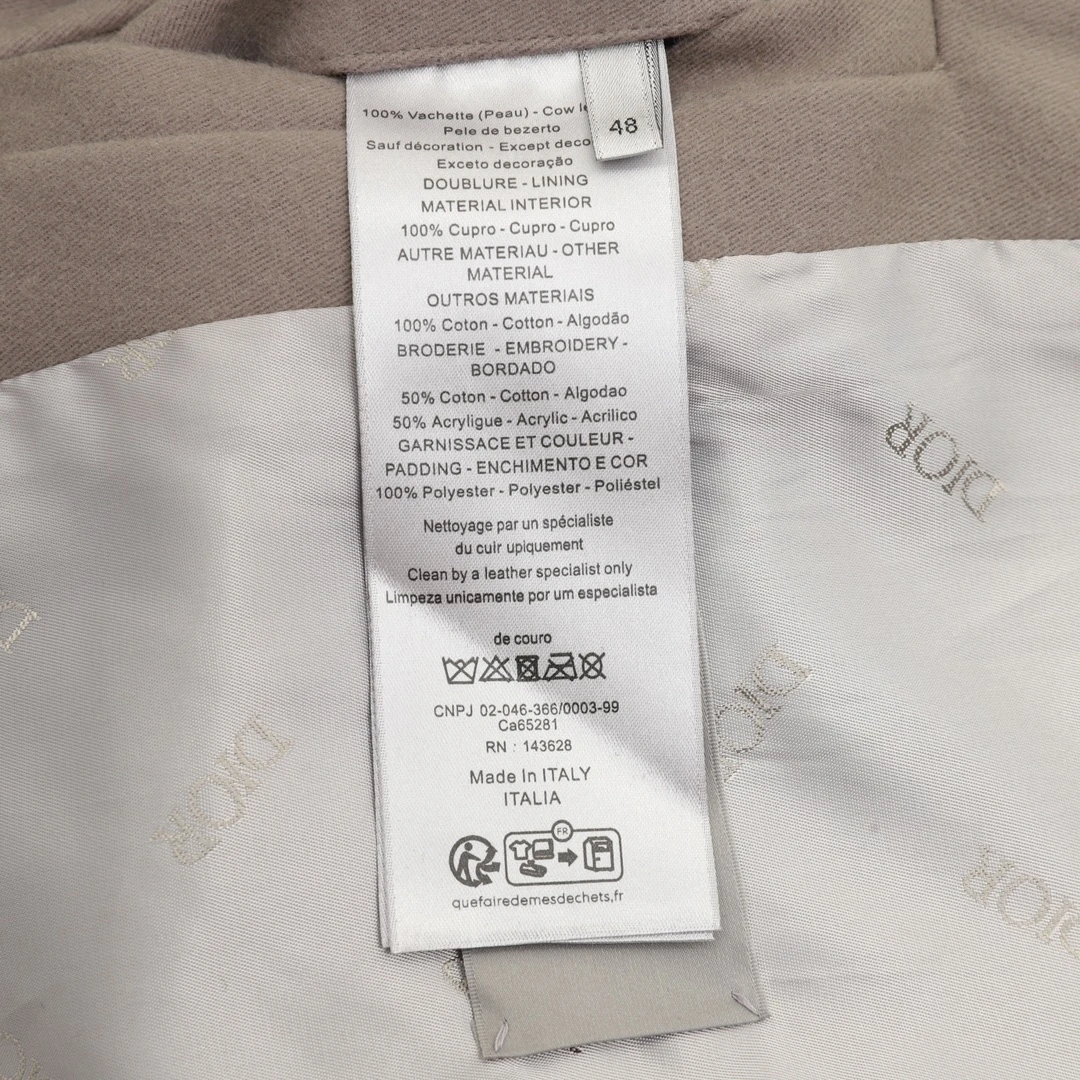 48
100% Vachette (Peau) - Cow
Pele de bezerto
Sauf décoration - Except
Exceto decoração
DOUBLURE - LINING
MATERIAL INTERIOR
100% Cupro - Cupro - Cupro
AUTRE MATERIAU - OTHER
MATERIAL
OUTROS MATERIAIS
100% Coton - Cotton - Algodão
BRODERIE - EMBROIDERY -
BORDADO
50% Coton - Cotton - Algodao
50% Acryligue - Acrylic - Acrilico
GARNISSACE ET COULEUR -
PADDING - ENCHIMENTO E COR
100% Polyester - Polyester - Poliéstel
Nettoyage par un spécialiste
du cuir upiquement
Clean by a leather specialist only
Limpeza unicamente por um especialista
de couro
CNPJ 02-046-366/0003-99
Ca65281
RN : 143628
Made In ITALY
ITALIA
FR
quefairedemesdechets,fr
DIOR
DIOR
DIOR
DIOR